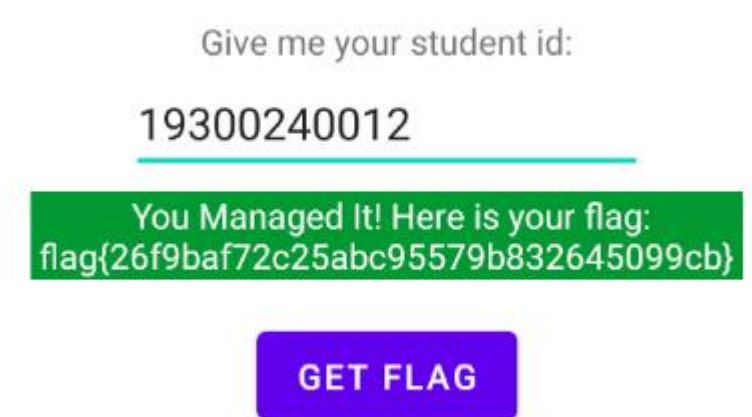 Give me your student id:
19300240012
You Managed It! Here is your flag:
flag{26f9baf72c25abc95579b832645099cb}
GET FLAG